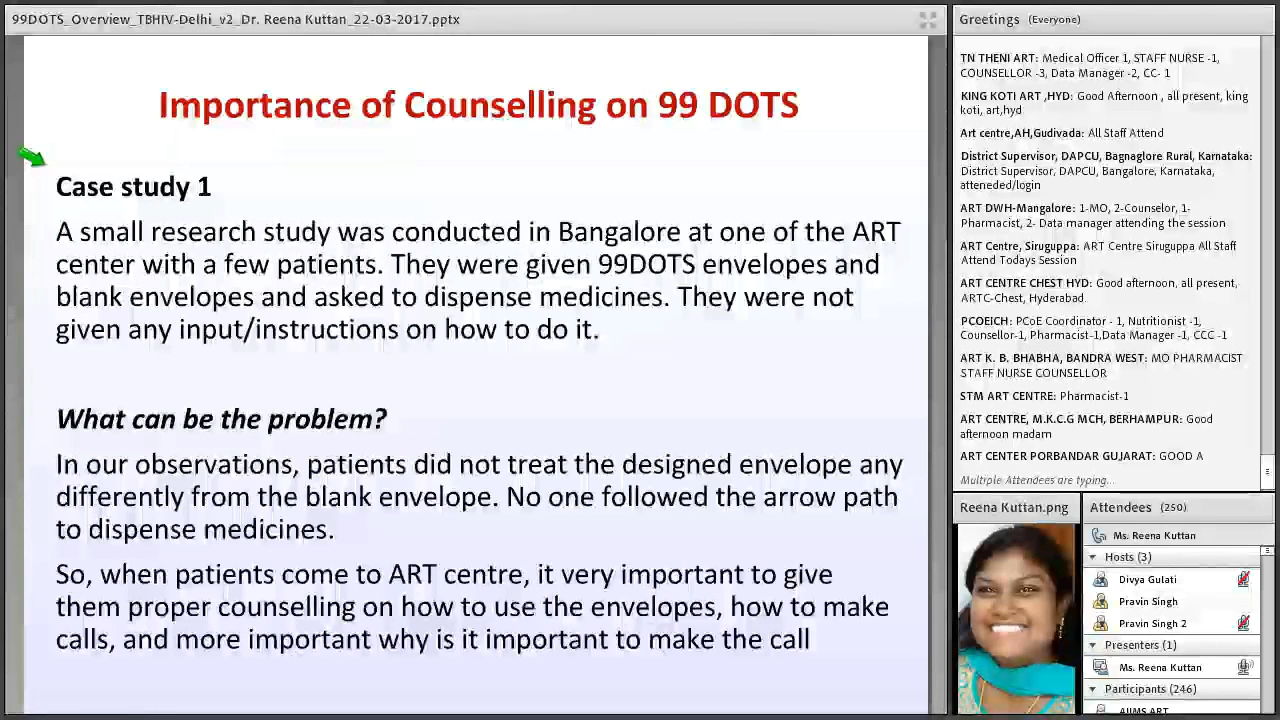 99DOTS_Overview_TBHIV-Delhi_v2_Dr. Reena Kuttan_22-03-2017.pptx
Importance of Counselling on 99 DOTS
Case study 1
A small research study was conducted in Bangalore at one of the ART
center with a few patients. They were given 99DOTS envelopes and
blank envelopes and asked to dispense medicines. They were not
given any input/instructions on how to do it.
What can be the problem?
In our observations, patients did not treat the designed envelope any
differently from the blank envelope. No one followed the arrow path
to dispense medicines.
So, when patients come to ART centre, it very important to give
them proper counselling on how to use the envelopes, how to make
calls, and more important why is it important to make the call
Greetings (Everyone)
TN THENI ART: Medical Officer 1, STAFF NURSE -1,
COUNSELLOR -3, Data Manager -2, CC- 1
KING KOTI ART ,HYD: Good Afternoon , all present, king
koti, art,hyd
Art centre,AH,Gudivada: All Staff Attend
District Supervisor, DAPCU, Bagnaglore Rural, Karnataka:
District Supervisor, DAPCU, Bangalore, Karnataka,
atteneded/login
ART DWH-Mangalore: 1-MO, 2-Counselor, 1-
Pharmacist, 2- Data manager attending the session
ART Centre, Siruguppa: ART Centre Siruguppa All Staff
Attend Todays Session
ART CENTRE CHEST HYD: Good afternoon, all present,
ARTC-Chest, Hyderabad.
PCOEICH: PCoE Coordinator - 1, Nutritionist -1,
Counsellor-1, Pharmacist-1,Data Manager -1, CCC -1
ART K. B. BHABHA, BANDRA WEST: MO PHARMACIST
STAFF NURSE COUNSELLOR
STM ART CENTRE: Pharmacist-1
ART CENTRE, M.K.C.G MCH, BERHAMPUR: Good
afternoon madam
ART CENTER PORBANDAR GUJARAT: GOOD A
Multiple Attendees are typing...
Reena Kuttan.png
Attendees (250)
Ms. Reena Kuttan
Hosts (3)
Divya Gulati
Pravin Singh
Pravin Singh 2
Presenters (1)
Ms. Reena Kuttan
Participants (246)
AIIMS ART